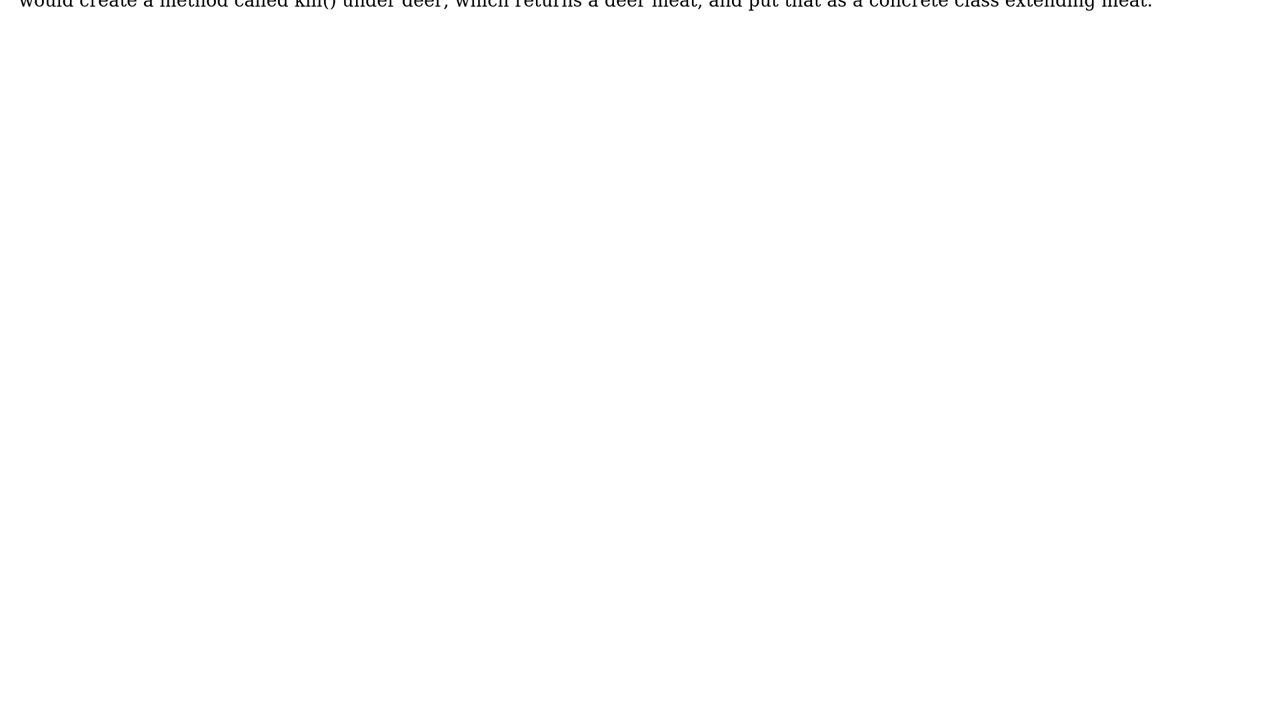 would create a method called kill() under deer, which returns a deer meat, and put that as a concrete class extending meat.